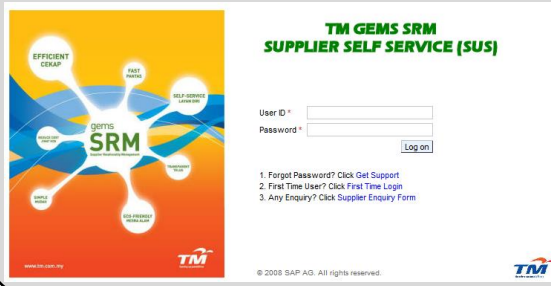 TM GEMS SRM
SUPPLIER SELF SERVICE (SUS)
EFFICIENT
CEKAP
FAST
PANTAS
SELF-SERVICE
LAYAN DIRI
gems
SRM
Supplier Relationship Management
TRANSPARENT
TELUS
SIMPLE
MUDAH
ECO-FRIENDLY
MESRA ALAM
www.tm.com.my
TM
User ID *
Password *
Log on
1. Forgot Password? Click Get Support
2. First Time User? Click First Time Login
3. Any Enquiry? Click Supplier Enquiry Form
© 2008 SAP AG. All rights reserved.
TM